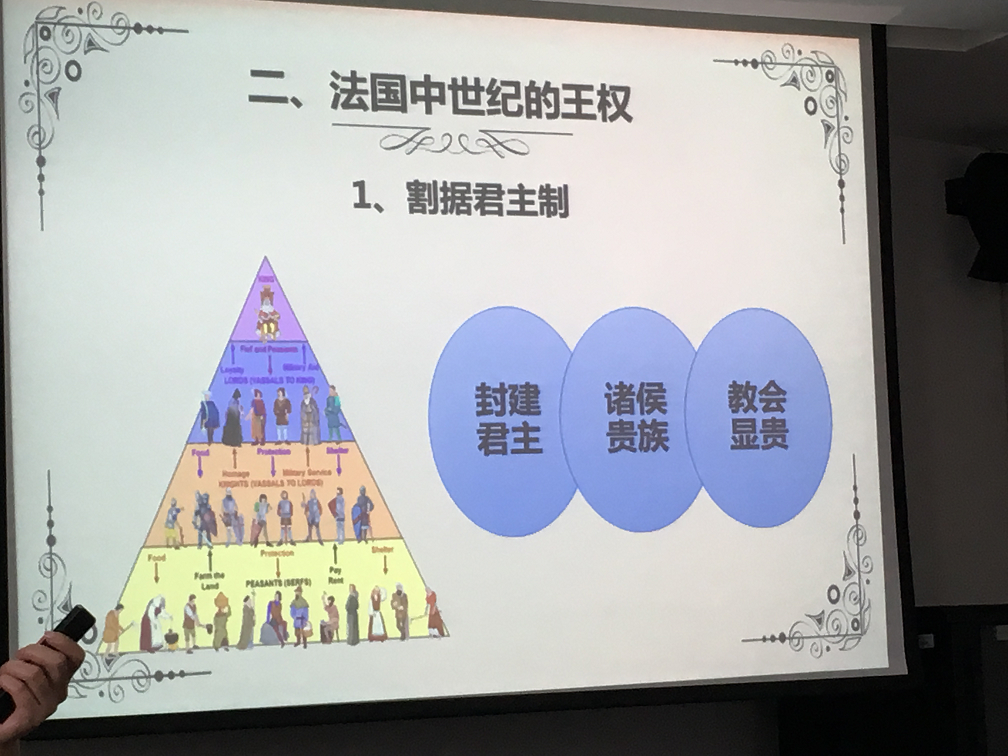 二、法国中世纪的王权
1、割据君主制
KING
Fief and Peasants
Loyalty
Military Aid
LORDS (VASSALS TO KING)
Food
Protection
Shelter
Homage
Military Service
KNIGHTS (VASSALS TO LORDS)
Food
Protection
Shelter
Farm the
Land
PEASANTS (SERFS)
Pay
Rent
封建
君主
诸侯
贵族
教会
显贵